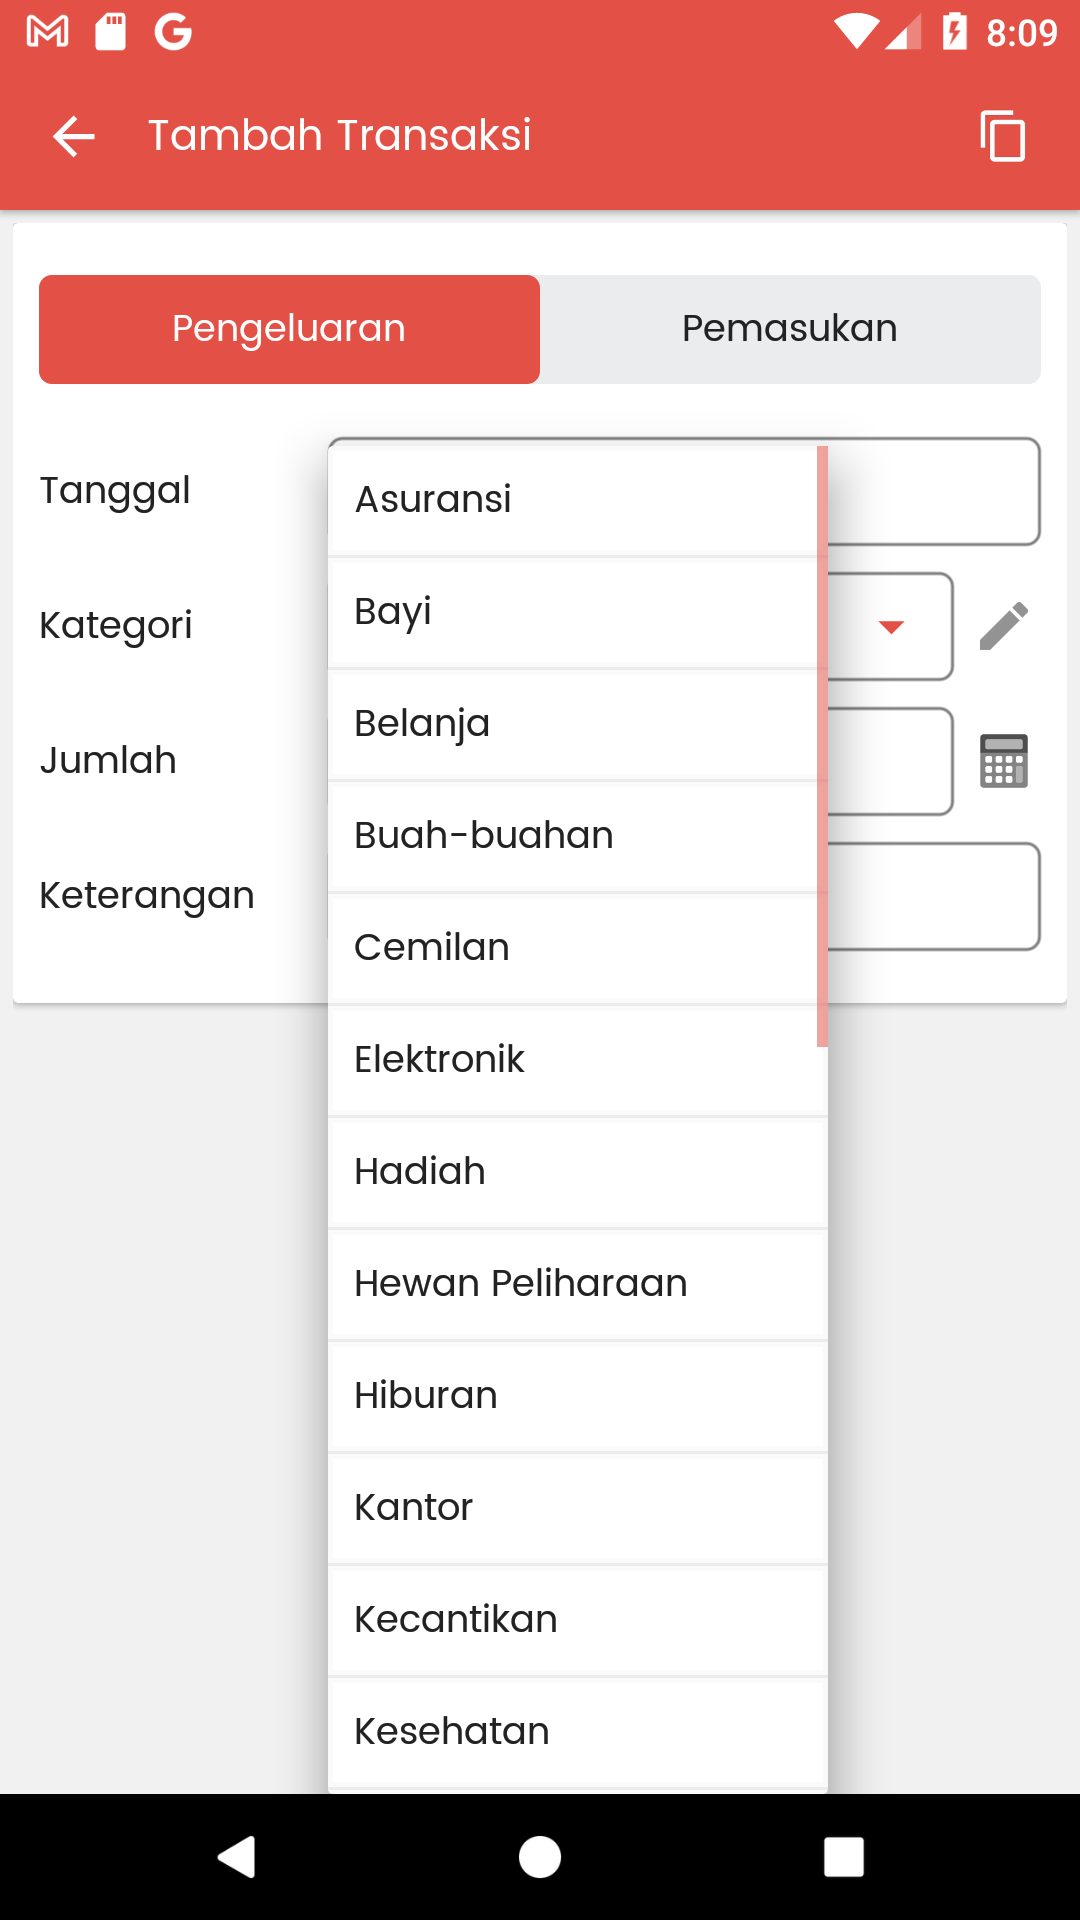 8:09
Tambah Transaksi
Pengeluaran
Pemasukan
Tanggal
Kategori
Jumlah
Keterangan
Asuransi
Bayi
Belanja
Buah-buahan
Cemilan
Elektronik
Hadiah
Hewan Peliharaan
Hiburan
Kantor
Kecantikan
Kesehatan